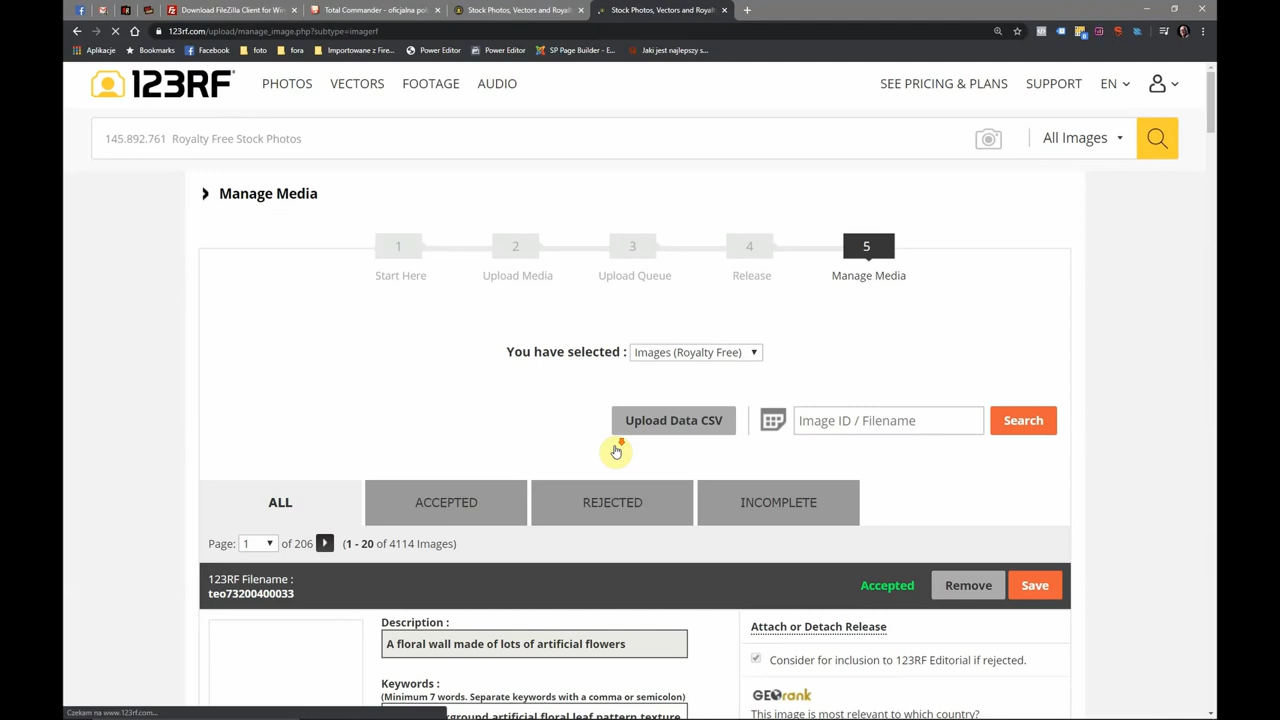 Download FileZilla Client for Win
Total Commander - oficjalna pols
Stock Photos, Vectors and Royalt
Stock Photos, Vectors and Royalt
123rf.com/upload/manage_image.php?subtype=imagerf
Aplikacje Bookmarks Facebook foto fora Importowane z Fire... Power Editor Power Editor SP Page Builder - E... Jaki jest najlepszy s...
123RF PHOTOS VECTORS FOOTAGE AUDIO SEE PRICING & PLANS SUPPORT EN
145.892.761 Royalty Free Stock Photos All Images
Manage Media
1 2 3 4 5
Start Here Upload Media Upload Queue Release Manage Media
You have selected : Images (Royalty Free)
Upload Data CSV Image ID / Filename Search
ALL ACCEPTED REJECTED INCOMPLETE
Page: 1 of 206 (1 - 20 of 4114 Images)
123RF Filename :
teo73200400033
Accepted Remove Save
Description :
A floral wall made of lots of artificial flowers
Keywords :
(Minimum 7 words. Separate keywords with a comma or semicolon)
artificial floral leaf pattern texture
Attach or Detach Release
Consider for inclusion to 123RF Editorial if rejected.
GEOrank
This image is most relevant to which country?
Czekam na www.123rf.com...